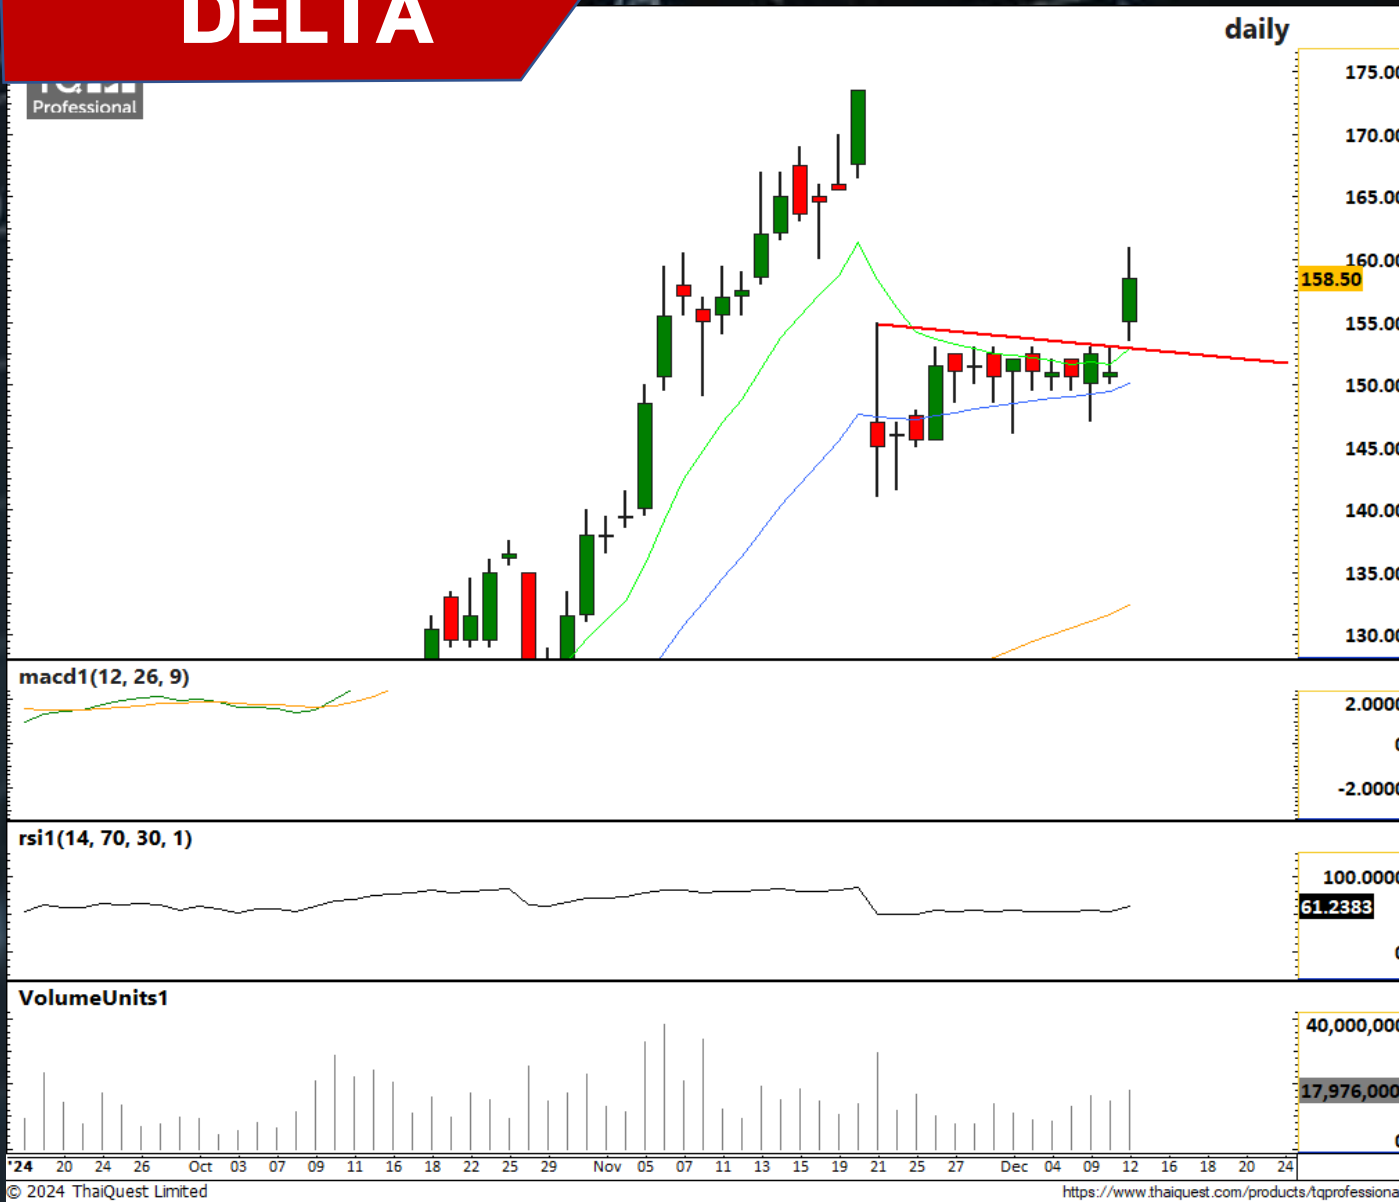 DELTA
daily
Professional
175.00
170.00
165.00
160.00
158.50
155.00
150.00
145.00
140.00
135.00
130.00
macd1(12, 26, 9)
2.0000
0
-2.0000
rsi1(14, 70, 30, 1)
100.0000
61.2383
0
VolumeUnits1
40,000,000
17,976,000
0
'24 20 24 26 Oct 03 07 09 11 16 18 22 25 29 Nov 05 07 11 13 15 19 21 25 27 Dec 04 09 12 16 18 20 24
© 2024 ThaiQuest Limited https://www.thaiquest.com/products/tqprofessiona